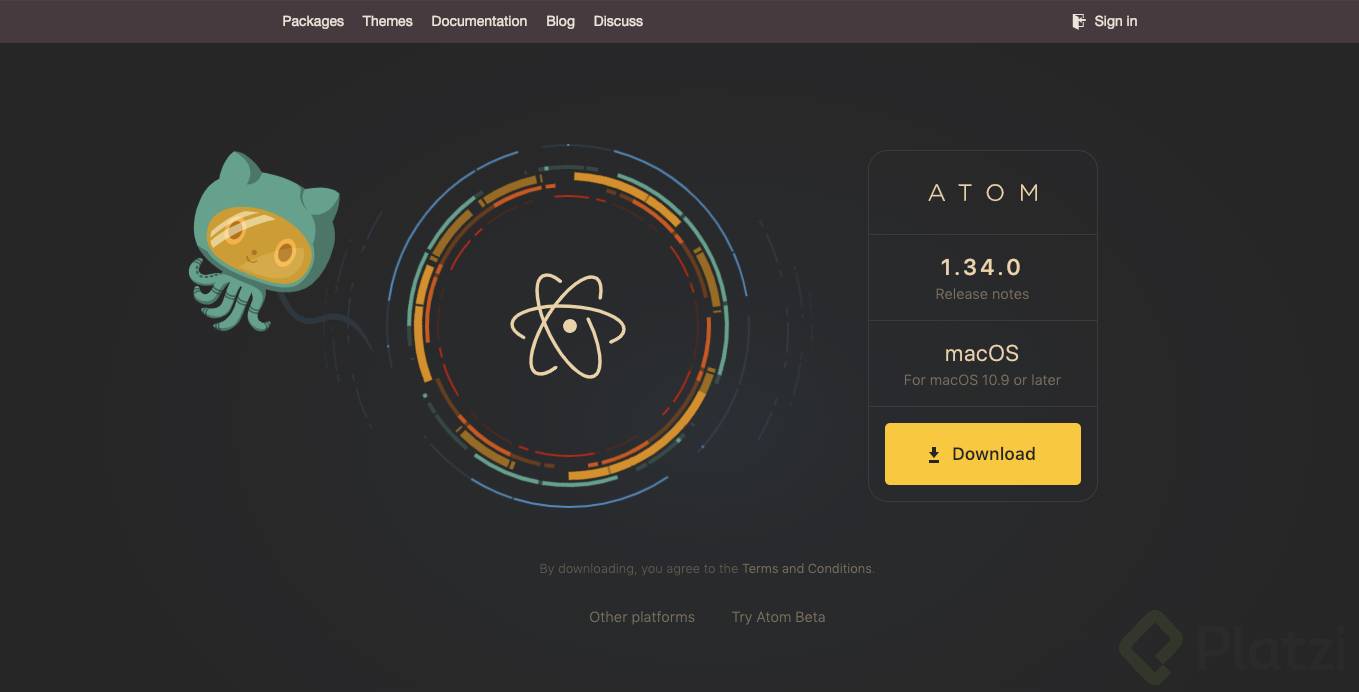 Packages Themes Documentation Blog Discuss Sign in
ATOM
1.34.0
Release notes
macOS
For macOS 10.9 or later
Download
By downloading, you agree to the Terms and Conditions.
Other platforms Try Atom Beta
Platzi